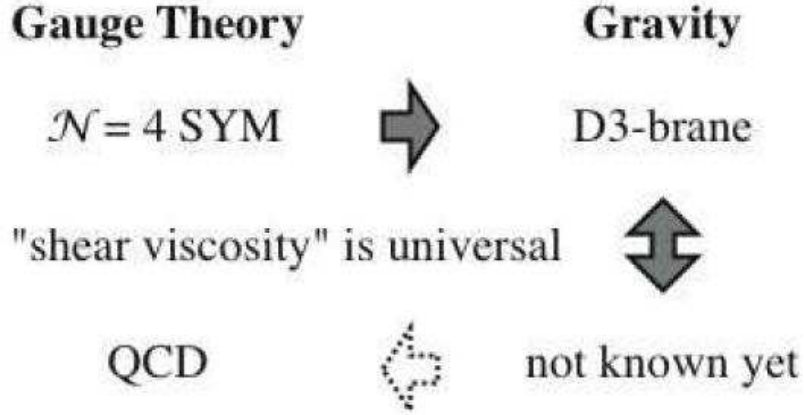 Gauge Theory Gravity
𝒩 = 4 SYM D3-brane
"shear viscosity" is universal
QCD not known yet